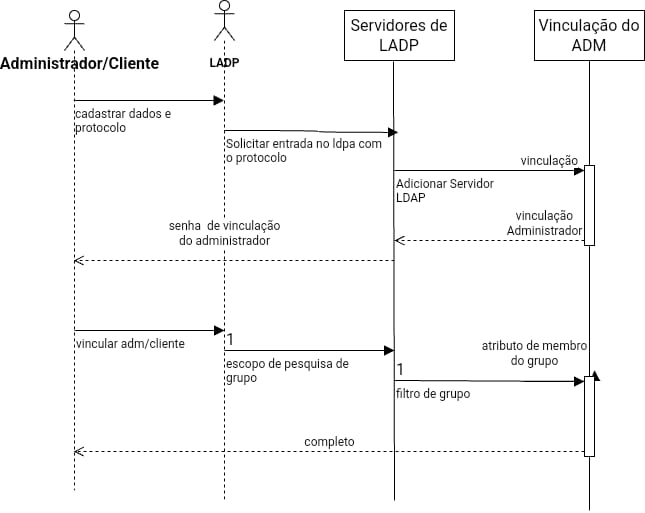 Servidores de
LADP
Vinculação do
ADM
Administrador/Cliente
LADP
cadastrar dados e
protocolo
Solicitar entrada no ldpa com
o protocolo
vinculação
Adicionar Servidor
LDAP
vinculação
Administrador
senha de vinculação
do administrador
vincular adm/cliente
1
escopo de pesquisa de
grupo
atributo de membro
do grupo
1
filtro de grupo
completo